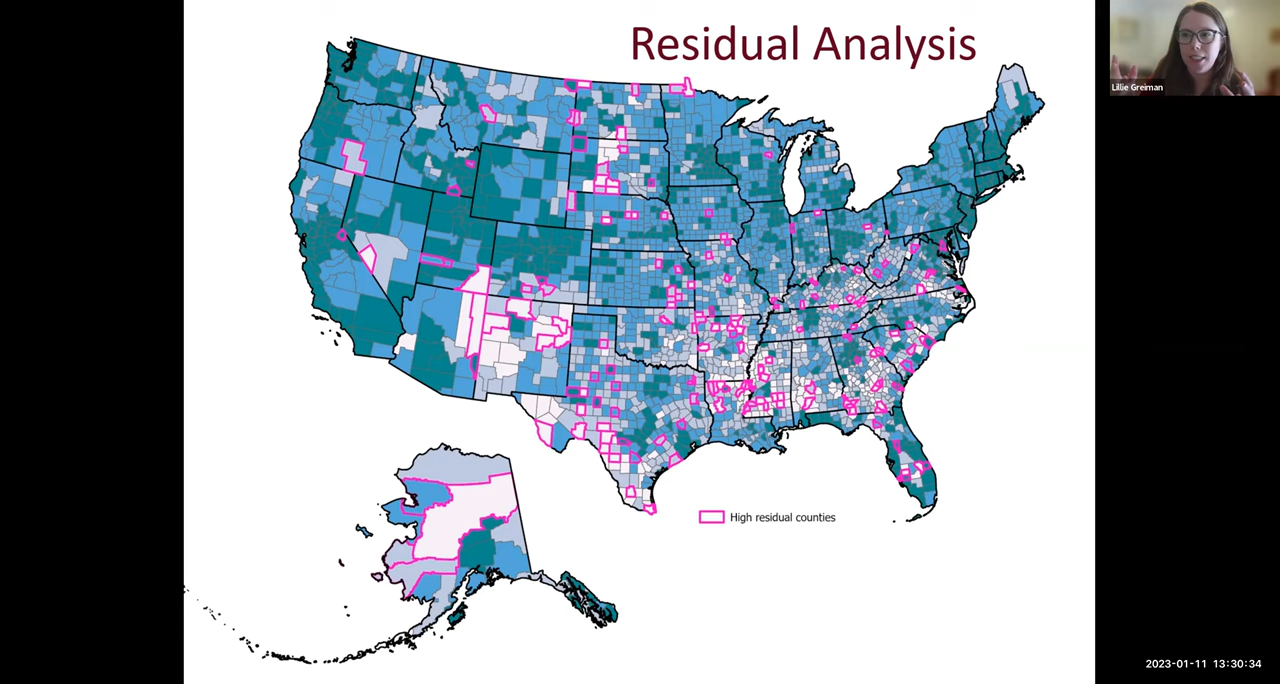 Residual Analysis
Lillie Greiman
High residual counties
2023-01-11 13:30:34